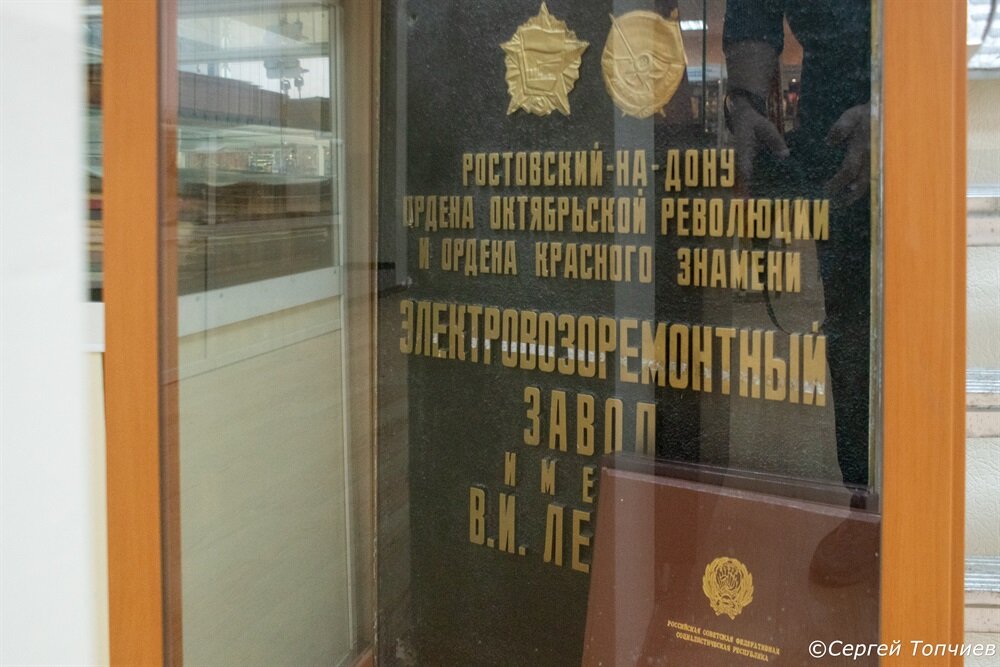 РОСТОВСКИЙ-НА-ДОНУ
ОРДЕНА ОКТЯБРЬСКОЙ РЕВОЛЮЦИИ
И ОРДЕНА КРАСНОГО ЗНАМЕНИ
ЭЛЕКТРОВОЗОРЕМОНТНЫЙ
ЗАВОД
ИМЕ
В.И. ЛЕ
РОССИЙСКАЯ СОВЕТСКАЯ ФЕДЕРАТИВНАЯ
СОЦИАЛИСТИЧЕСКАЯ РЕСПУБЛИКА
©Сергей Топчиев